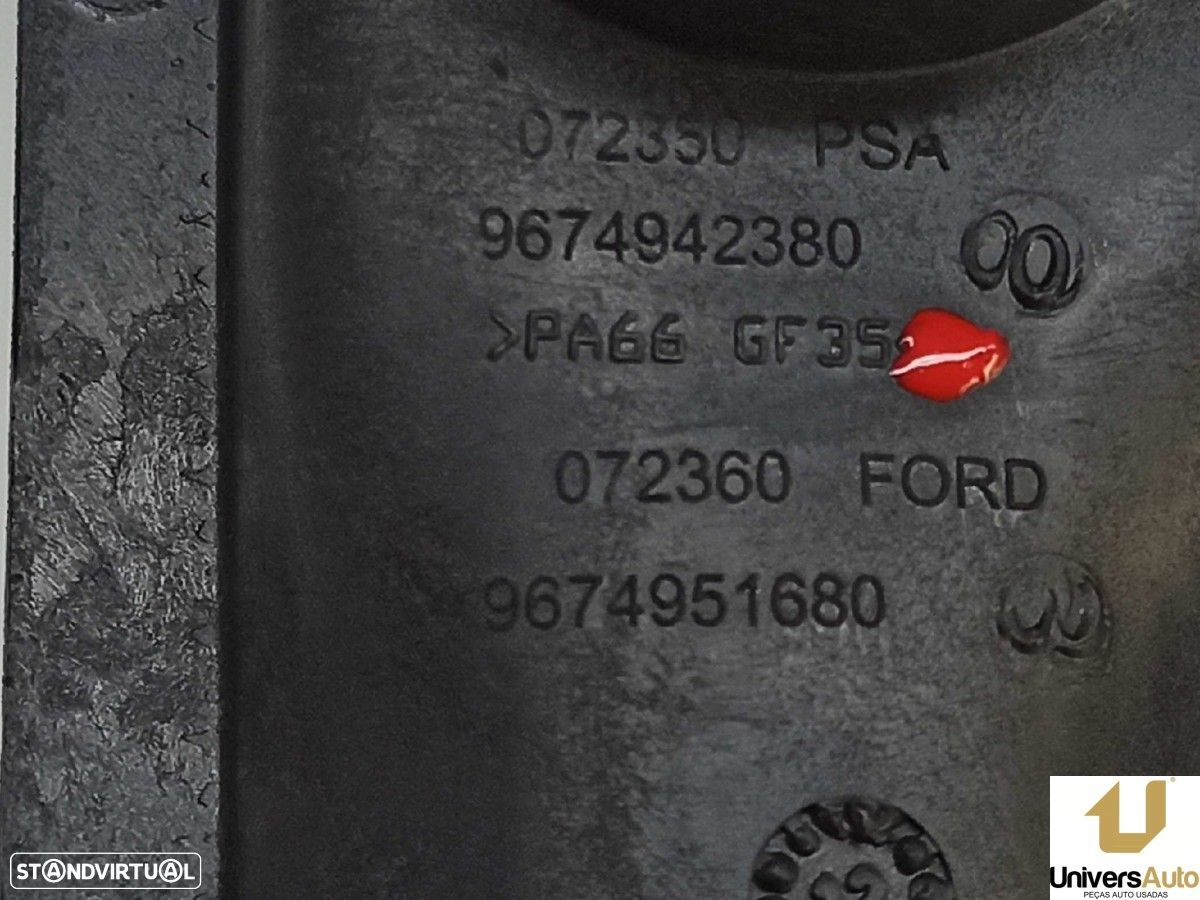 072350 PSA
9674942380
>PA66 GF35
072360 FORD
9674951680
STANDVIRTUAL
UniversAuto
PEÇAS AUTO USADAS